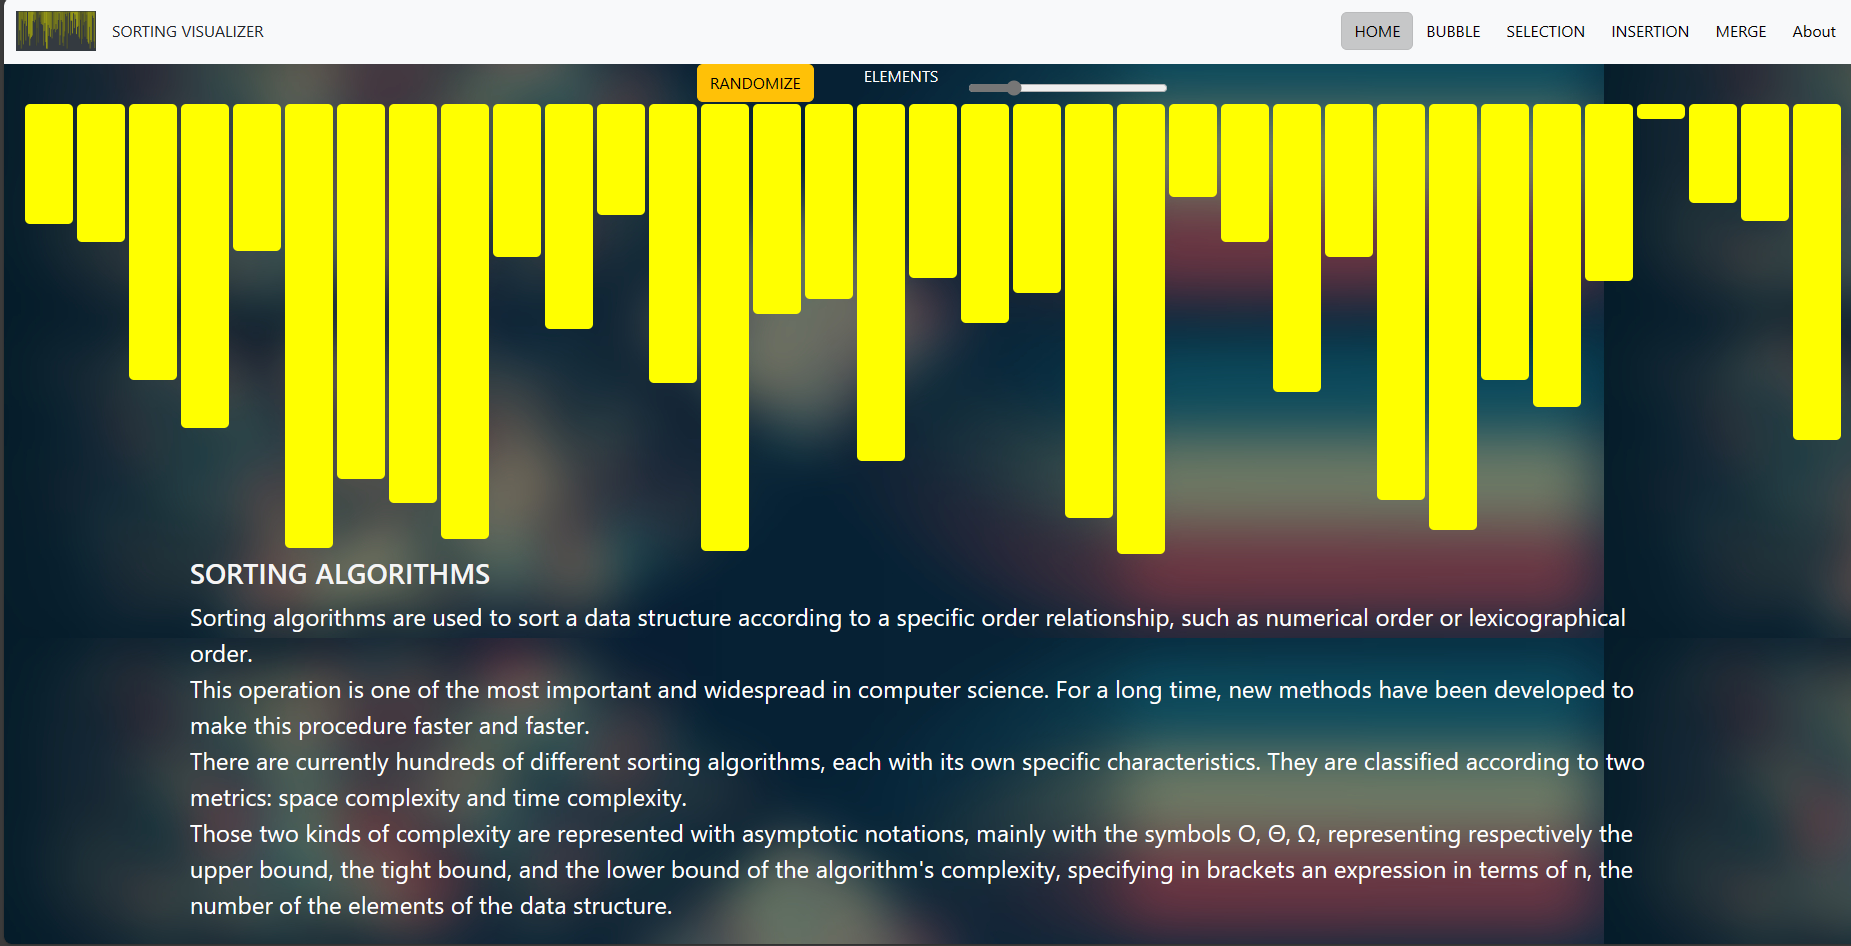 SORTING VISUALIZER
HOME
BUBBLE
SELECTION
INSERTION
MERGE
About
RANDOMIZE
ELEMENTS
SORTING ALGORITHMS
Sorting algorithms are used to sort a data structure according to a specific order relationship, such as numerical order or lexicographical
order.
This operation is one of the most important and widespread in computer science. For a long time, new methods have been developed to
make this procedure faster and faster.
There are currently hundreds of different sorting algorithms, each with its own specific characteristics. They are classified according to two
metrics: space complexity and time complexity.
Those two kinds of complexity are represented with asymptotic notations, mainly with the symbols O, Θ, Ω, representing respectively the
upper bound, the tight bound, and the lower bound of the algorithm's complexity, specifying in brackets an expression in terms of n, the
number of the elements of the data structure.